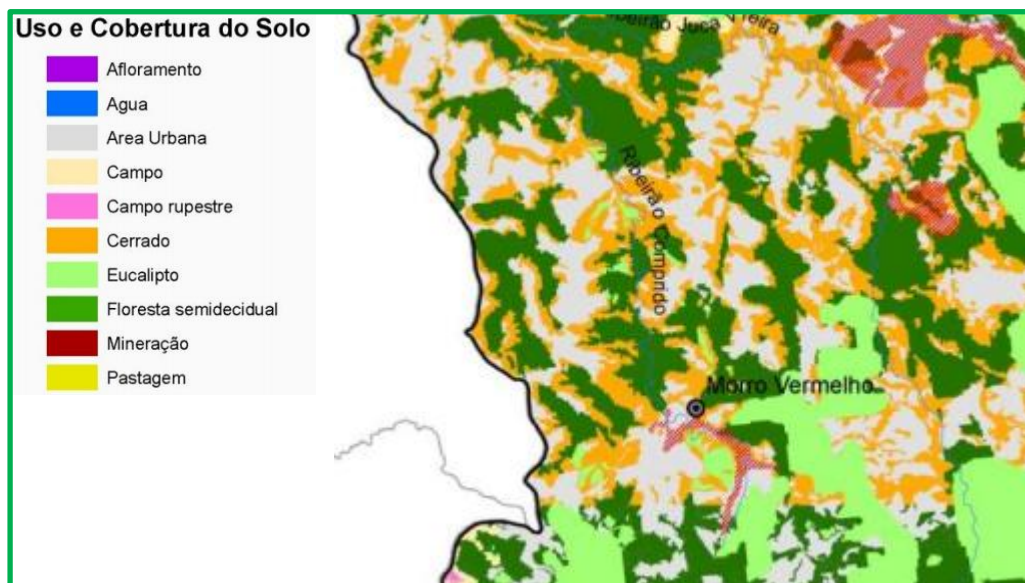 Uso e Cobertura do Solo
Afloramento
Agua
Area Urbana
Campo
Campo rupestre
Cerrado
Eucalipto
Floresta semidecidual
Mineração
Pastagem
Ribeirão Comprido
Morro Vermelho